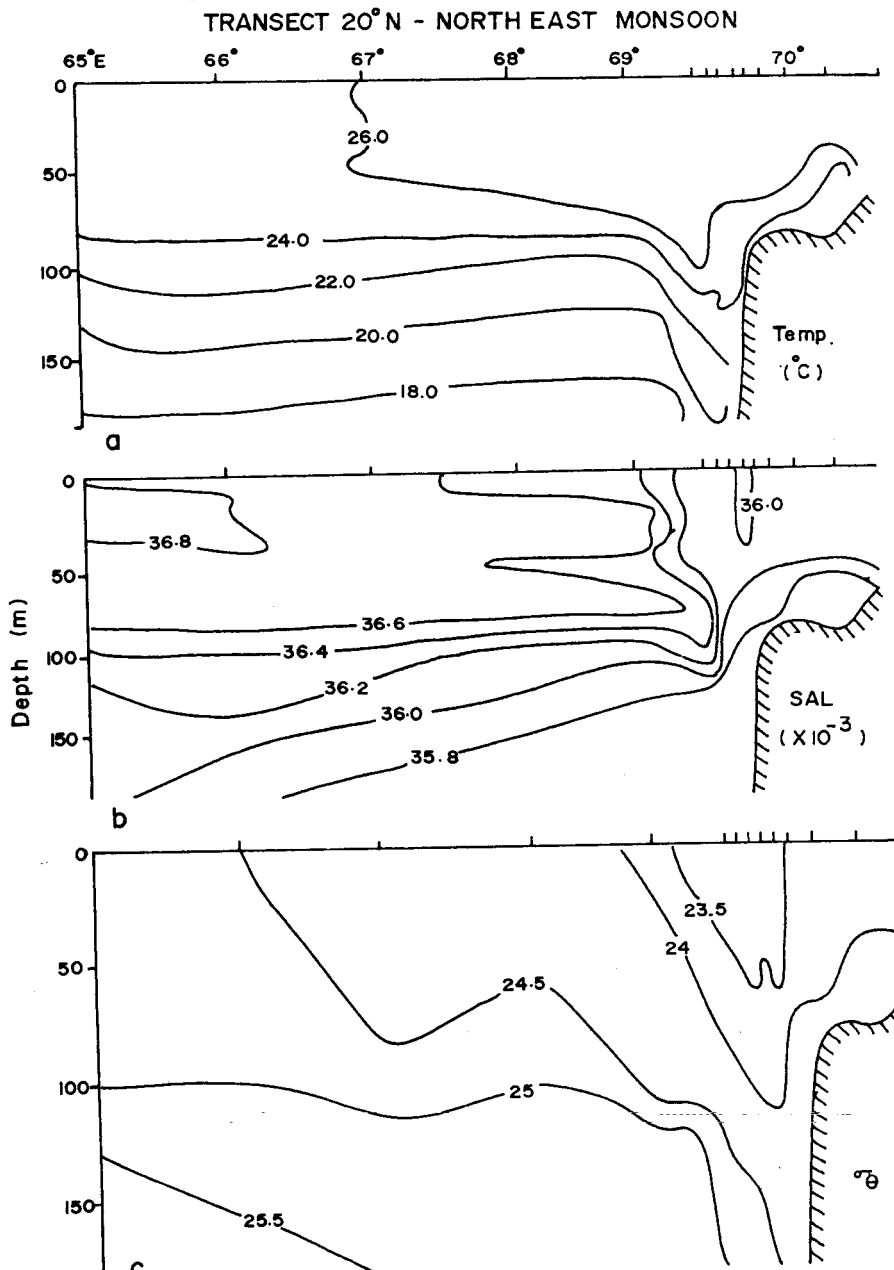 TRANSECT 20°N - NORTH EAST MONSOON
65°E 66° 67° 68° 69° 70°
0
26.0
50
24.0
100
22.0
20.0
Temp.
150
(°C)
18.0
a
0
36.0
36.8
50
36.6
36.4
100
36.2
SAL
36.0
(X10-3)
150
35.8
Depth (m)
b
0
23.5
24
50
24.5
100
25
σθ
150
25.5
c